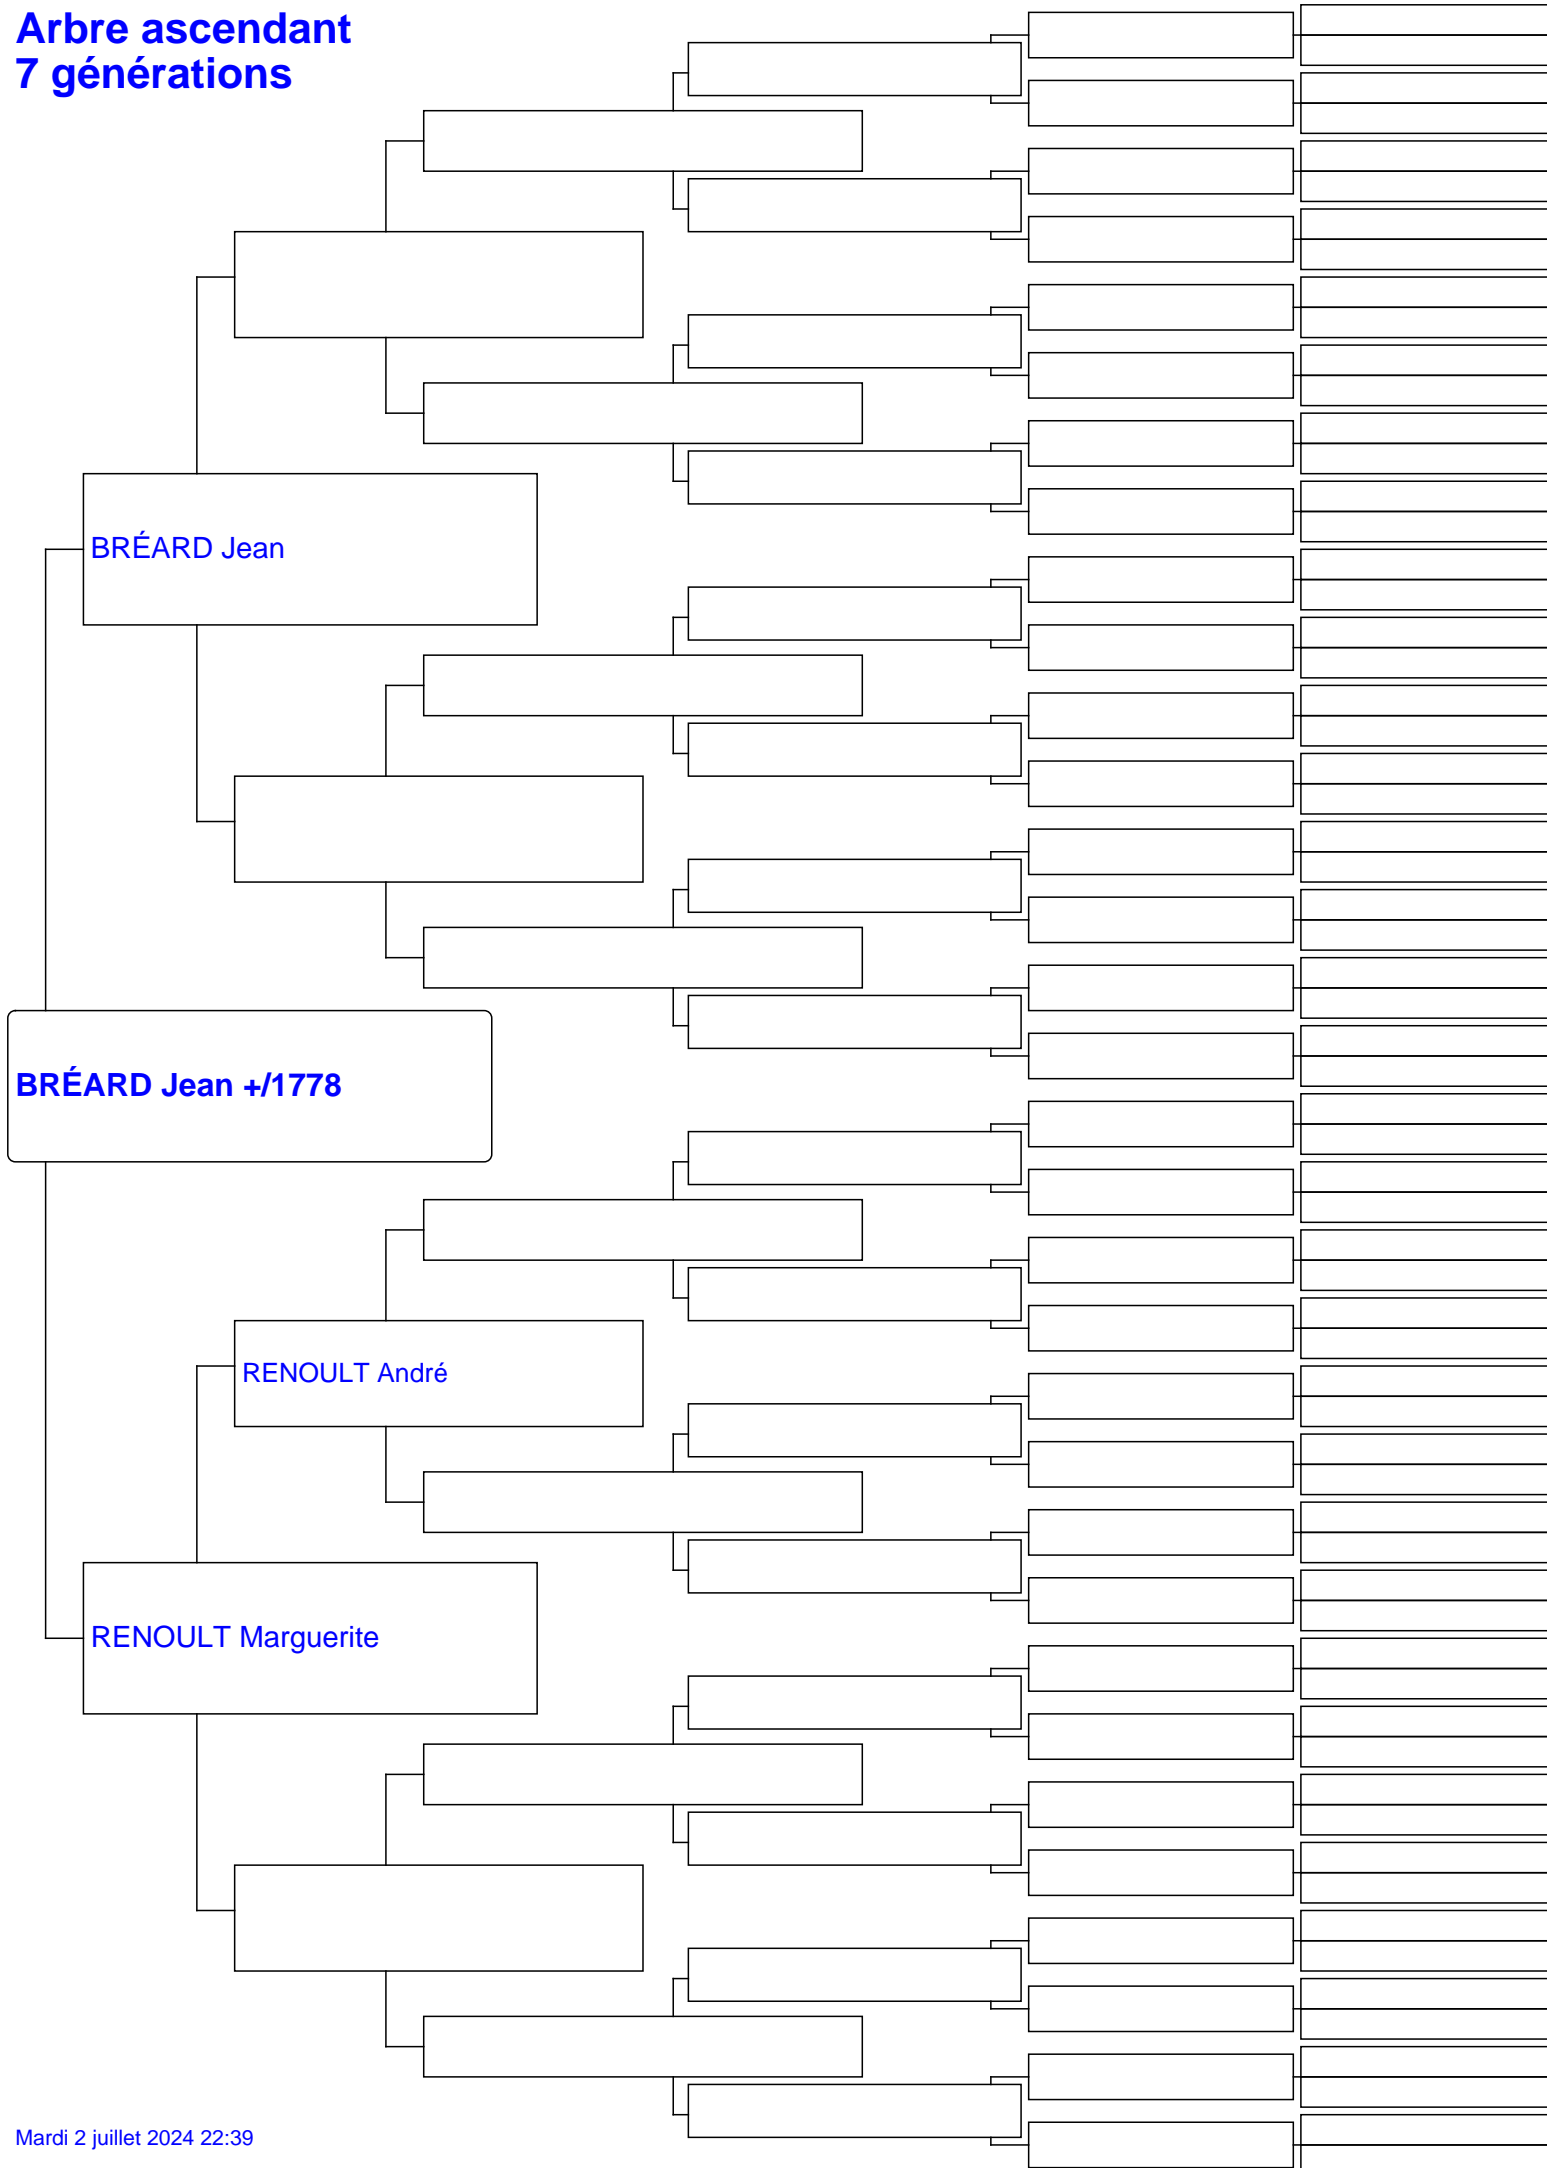 Arbre ascendant
7 générations
BRÉARD Jean
BRÉARD Jean +/1778
RENOULT André
RENOULT Marguerite
Mardi 2 juillet 2024 22:39